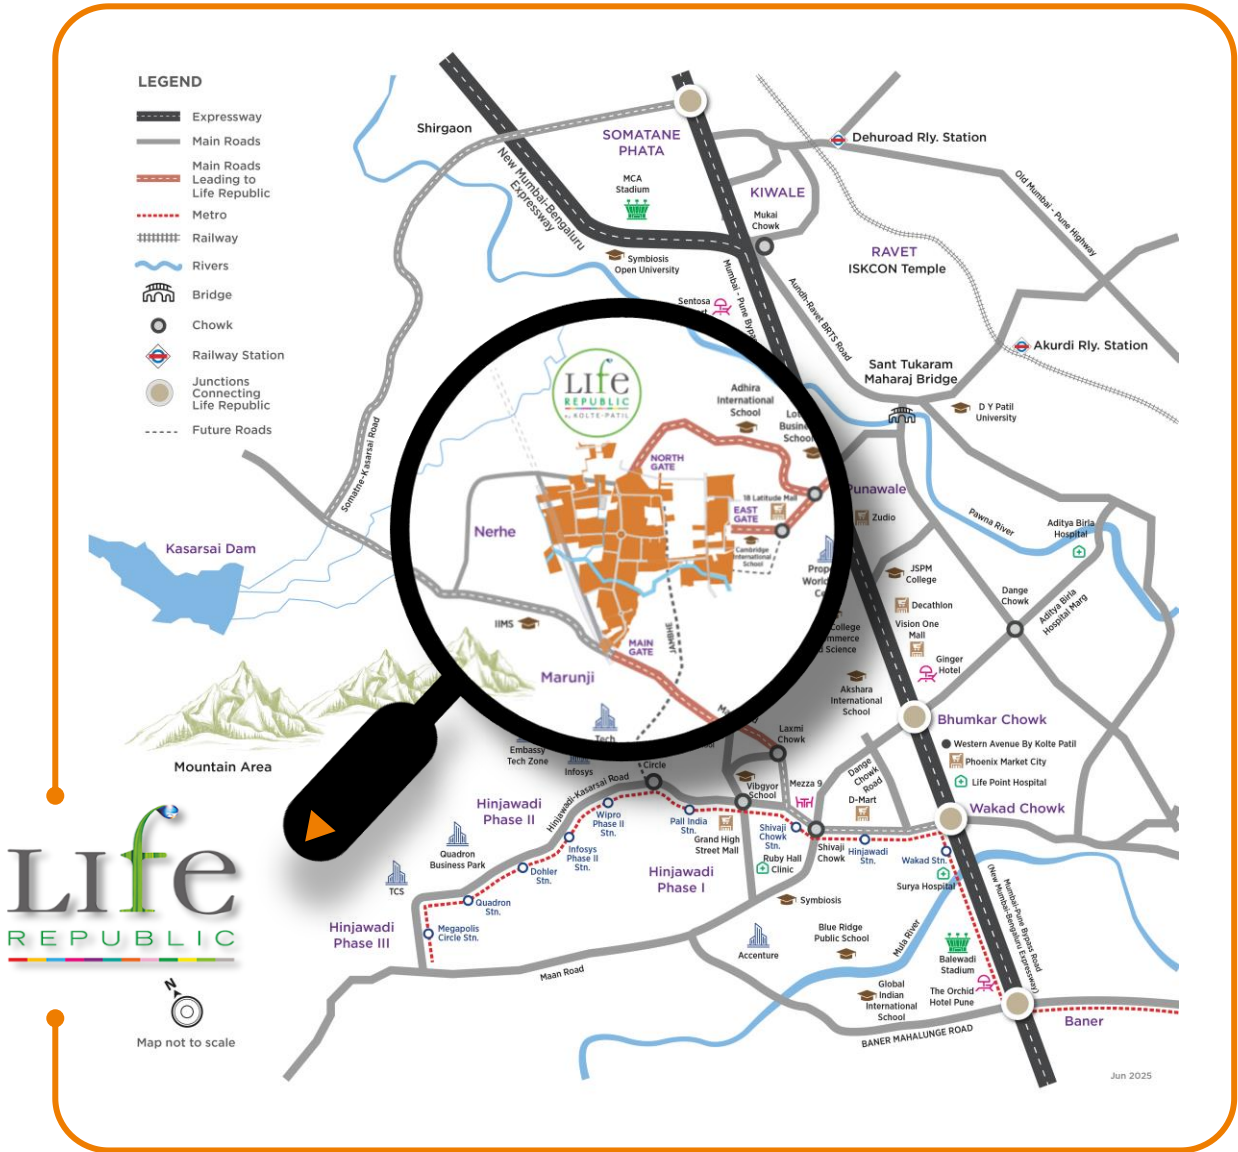 LEGEND
Expressway
Main Roads
Main Roads
Leading to
Life Republic
Metro
Railway
Rivers
Bridge
Chowk
Railway Station
Junctions
Connecting
Life Republic
Future Roads
Shirgaon
SOMATANE
PHATA
New Mumbai-Bengaluru
Expressway
MCA
Stadium
KIWALE
Mukai
Chowk
Dehuroad Rly. Station
Old Mumbai - Pune Highway
RAVET
ISKCON Temple
Symbiosis
Open University
Sentosa
Mumbai - Pune Bypass
Aundh-Ravet BRTS Road
Akurdi Rly. Station
Sant Tukaram
Maharaj Bridge
D Y Patil
University
Somatne-Kasarsai Road
LIfe
REPUBLIC
KOLTE-PATIL
Adhira
International
School
NORTH
GATE
18 Latitude Mall
EAST
GATE
Cambridge
International
School
Nerhe
IIMS
MAIN
GATE
JAMBHE
Marunji
Punawale
Zudio
Pawna River
Aditya Birla
Hospital
JSPM
College
Decathlon
Vision One
Mall
Ginger
Hotel
Dange
Chowk
Aditya Birla
Hospital Marg
Kasarsai Dam
Akshara
International
School
Bhumkar Chowk
Western Avenue By Kolte Patil
Phoenix Market City
Life Point Hospital
Wakad Chowk
Mountain Area
Embassy
Tech Zone
Tech
Infosys
Circle
Laxmi
Chowk
Vibgyor
School
Mezza 9
Dange
Chowk
Road
D-Mart
Hinjawadi
Phase II
Hinjawadi-Kasarsai Road
Wipro
Phase II
Stn.
Pall India
Stn.
Grand High
Street Mall
Shivaji
Chowk
Stn.
Shivaji
Chowk
Hinjawadi
Stn.
Wakad Stn.
Surya Hospital
Ruby Hall
Clinic
Quadron
Business Park
Infosys
Phase II
Stn.
Dohler
Stn.
TCS
Quadron
Stn.
Hinjawadi
Phase I
Symbiosis
Hinjawadi
Phase III
Megapolis
Circle Stn.
Maan Road
Accenture
Blue Ridge
Public School
Mula River
Balewadi
Stadium
Mumbai-Pune Bypass Road
(New Mumbai-Bengaluru Expressway)
Global
Indian
International
School
The Orchid
Hotel Pune
BANER MAHALUNGE ROAD
Baner
LIfe
REPUBLIC
N
Map not to scale
Jun 2025